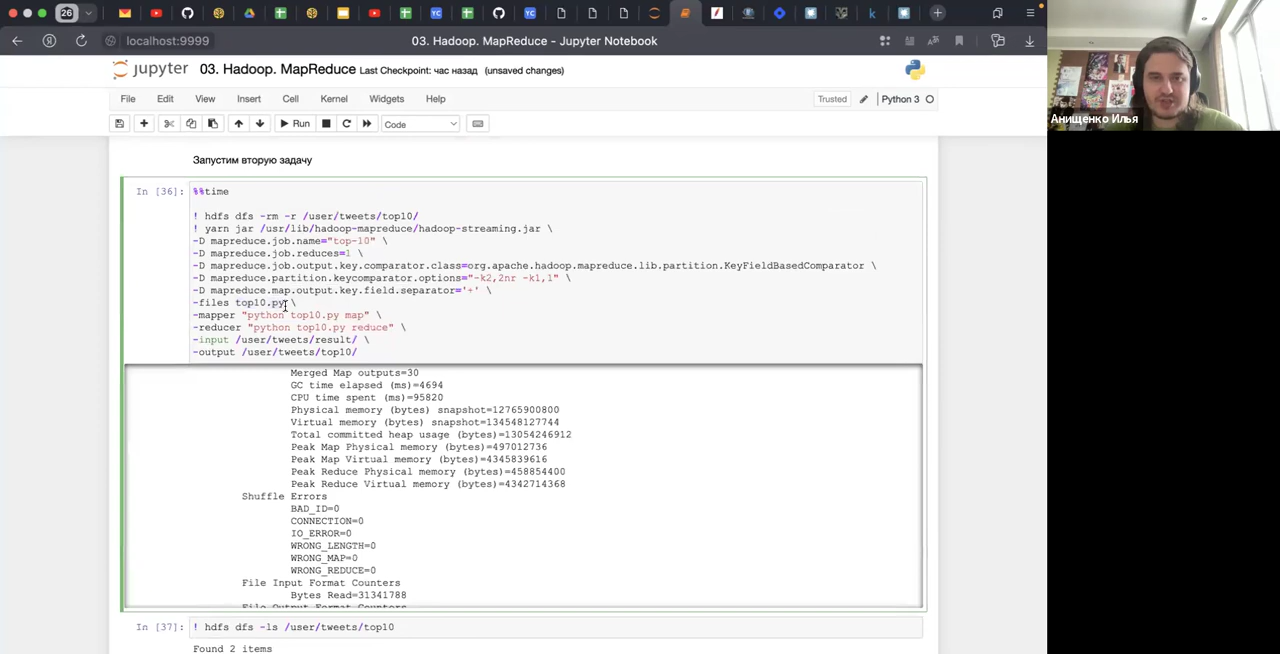 26
localhost:9999
03. Hadoop. MapReduce - Jupyter Notebook
jupyter 03. Hadoop. MapReduce Last Checkpoint: час назад (unsaved changes)
File Edit View Insert Cell Kernel Widgets Help
Trusted Python 3
Run Code
Анищенко Илья
Запустим вторую задачу
In [36]: %%time
! hdfs dfs -rm -r /user/tweets/top10/
! yarn jar /usr/lib/hadoop-mapreduce/hadoop-streaming.jar \
-D mapreduce.job.name="top-10" \
-D mapreduce.job.reduces=1 \
-D mapreduce.job.output.key.comparator.class=org.apache.hadoop.mapreduce.lib.partition.KeyFieldBasedComparator \
-D mapreduce.partition.keycomparator.options="-k2,2nr -k1,1" \
-D mapreduce.map.output.key.field.separator='+' \
-files top10.py \
-mapper "python top10.py map" \
-reducer "python top10.py reduce" \
-input /user/tweets/result/ \
-output /user/tweets/top10/
Merged Map outputs=30
GC time elapsed (ms)=4694
CPU time spent (ms)=95820
Physical memory (bytes) snapshot=12765900800
Virtual memory (bytes) snapshot=134548127744
Total committed heap usage (bytes)=13054246912
Peak Map Physical memory (bytes)=497012736
Peak Map Virtual memory (bytes)=4345839616
Peak Reduce Physical memory (bytes)=458854400
Peak Reduce Virtual memory (bytes)=4342714368
Shuffle Errors
BAD_ID=0
CONNECTION=0
IO_ERROR=0
WRONG_LENGTH=0
WRONG_MAP=0
WRONG_REDUCE=0
File Input Format Counters
Bytes Read=31341788
File Output Format Counters
In [37]: ! hdfs dfs -ls /user/tweets/top10
Found 2 items